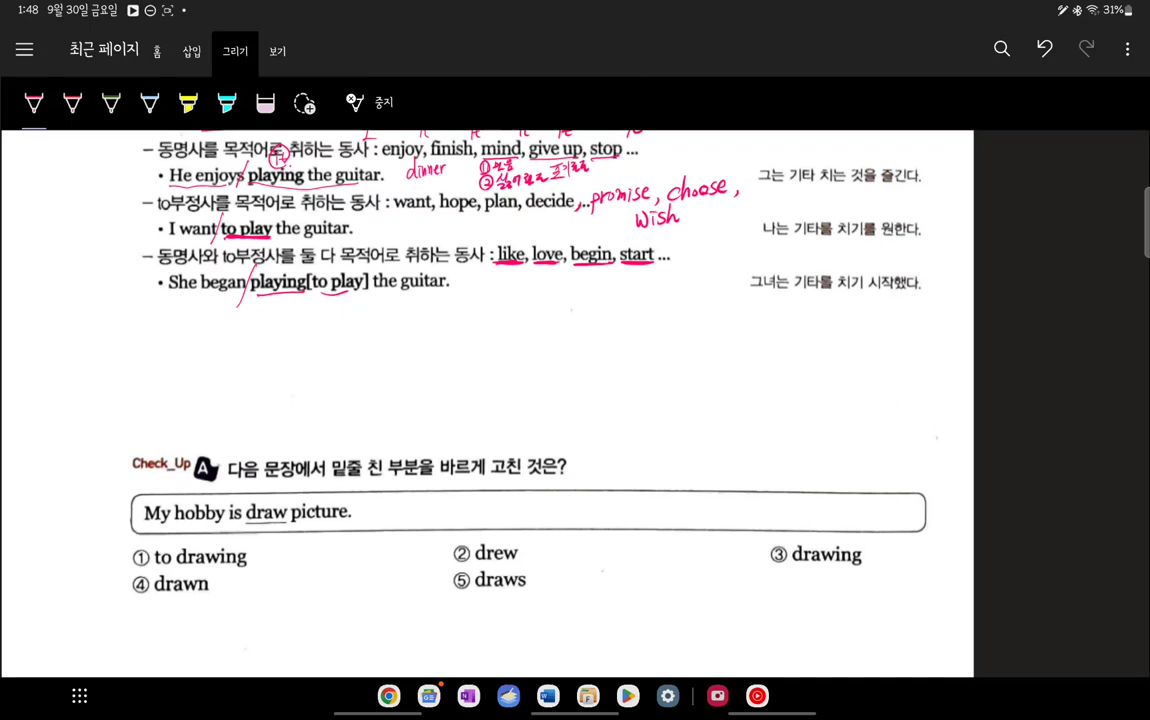 1:48 9월 30일 금요일 31%
최근 페이지 홈 삽입 그리기 보기
중지
– 동명사를 목적어로 취하는 동사 : enjoy, finish, mind, give up, stop ...
• He enjoys playing the guitar. dinner 그는 기타 치는 것을 즐긴다.
– to부정사를 목적어로 취하는 동사 : want, hope, plan, decide, ... promise, choose,
wish
• I want to play the guitar. 나는 기타를 치기를 원한다.
– 동명사와 to부정사를 둘 다 목적어로 취하는 동사 : like, love, begin, start ...
• She began playing[to play] the guitar. 그녀는 기타를 치기 시작했다.
Check_Up A 다음 문장에서 밑줄 친 부분을 바르게 고친 것은?
My hobby is draw picture.
① to drawing ② drew ③ drawing
④ drawn ⑤ draws